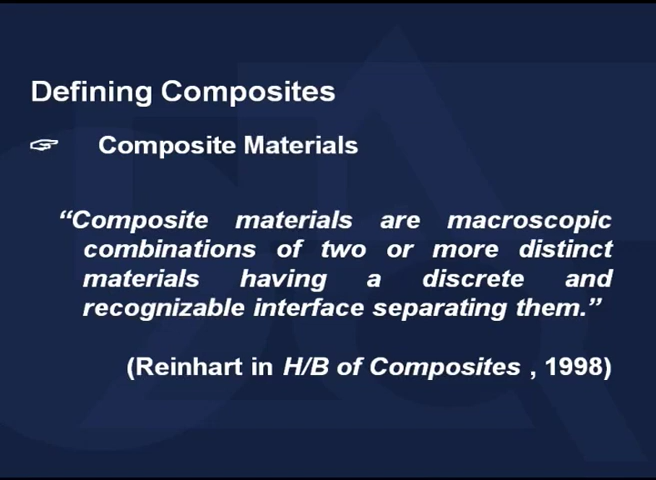 Defining Composites
Composite Materials
“Composite materials are macroscopic
combinations of two or more distinct
materials having a discrete and
recognizable interface separating them.”
(Reinhart in H/B of Composites , 1998)